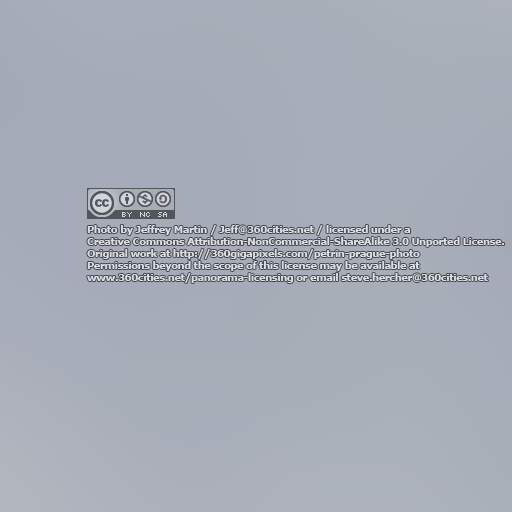 cc BY NC SA
Photo by Jeffrey Martin / Jeff@360cities.net / licensed under a
Creative Commons Attribution-NonCommercial-ShareAlike 3.0 Unported License.
Original work at http://360gigapixels.com/petrin-prague-photo
Permissions beyond the scope of this license may be available at
www.360cities.net/panorama-licensing or email steve.hercher@360cities.net